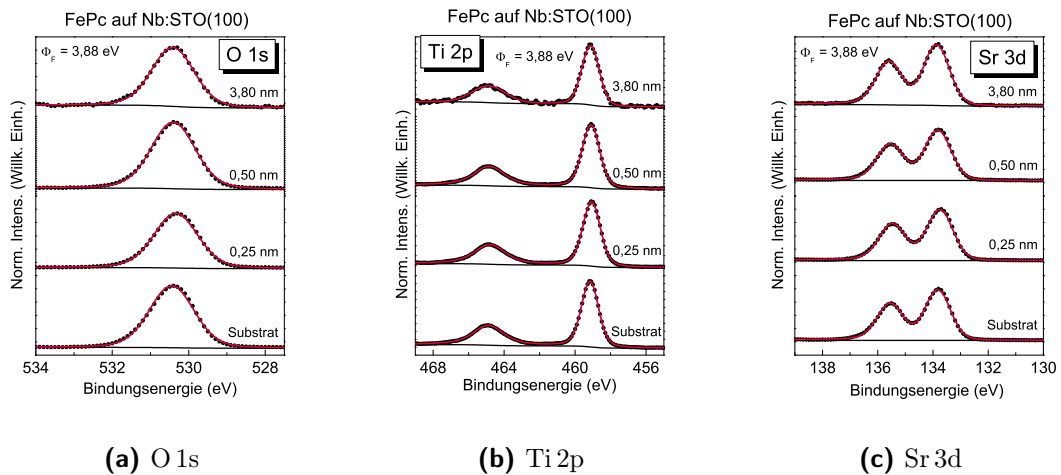 FePc auf Nb:STO(100)
Φ_F = 3,88 eV
O 1s
3,80 nm
0,50 nm
0,25 nm
Substrat
Norm. Intens. (Willk. Einh.)
534 532 530 528
Bindungsenergie (eV)
(a) O 1s
FePc auf Nb:STO(100)
Ti 2p
Φ_F = 3,88 eV
3,80 nm
0,50 nm
0,25 nm
Substrat
Norm. Intens. (Willk. Einh.)
468 464 460 456
Bindungsenergie (eV)
(b) Ti 2p
FePc auf Nb:STO(100)
Φ_F = 3,88 eV
Sr 3d
3,80 nm
0,50 nm
0,25 nm
Substrat
Norm. Intens. (Willk. Einh.)
138 136 134 132 130
Bindungsenergie (eV)
(c) Sr 3d